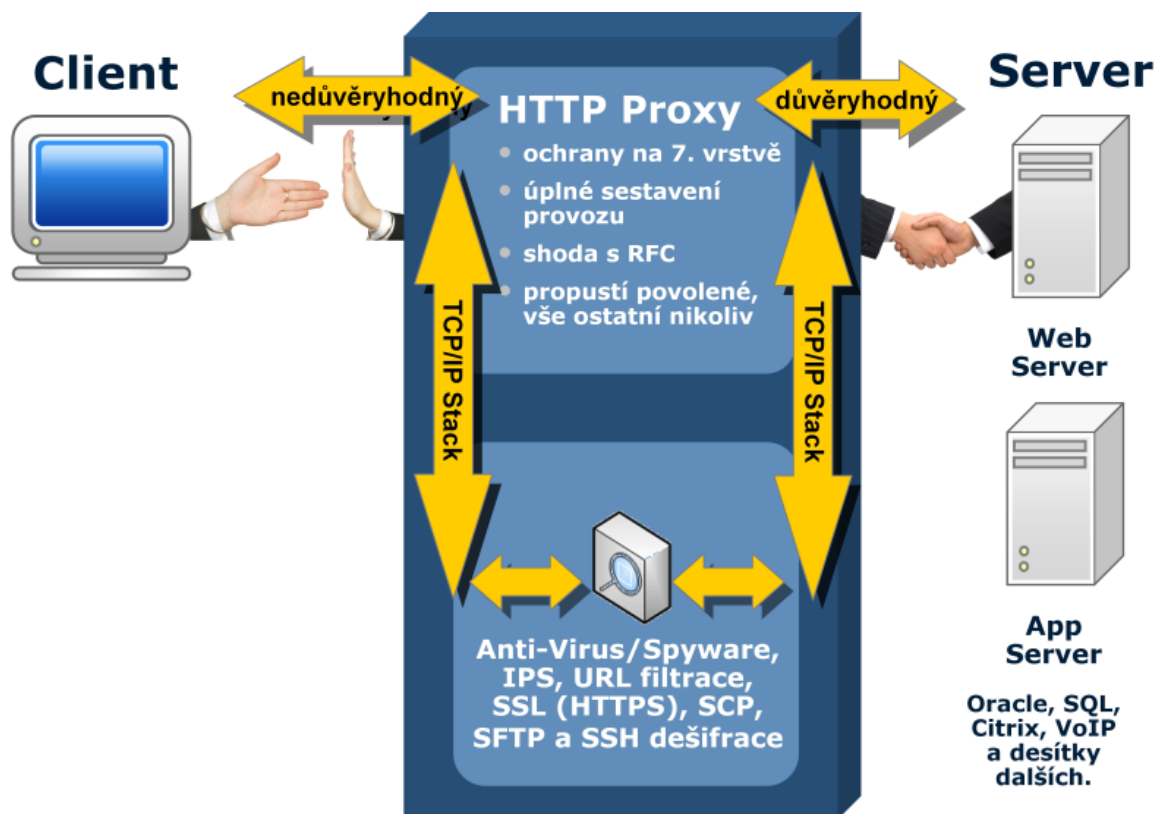 Client
nedůvěryhodný
HTTP Proxy
ochrany na 7. vrstvě
úplné sestavení
provozu
shoda s RFC
propustí povolené,
vše ostatní nikoliv
důvěryhodný
Server
TCP/IP Stack
TCP/IP Stack
Web
Server
Anti-Virus/Spyware,
IPS, URL filtrace,
SSL (HTTPS), SCP,
SFTP a SSH dešifrace
App
Server
Oracle, SQL,
Citrix, VoIP
a desítky
dalších.